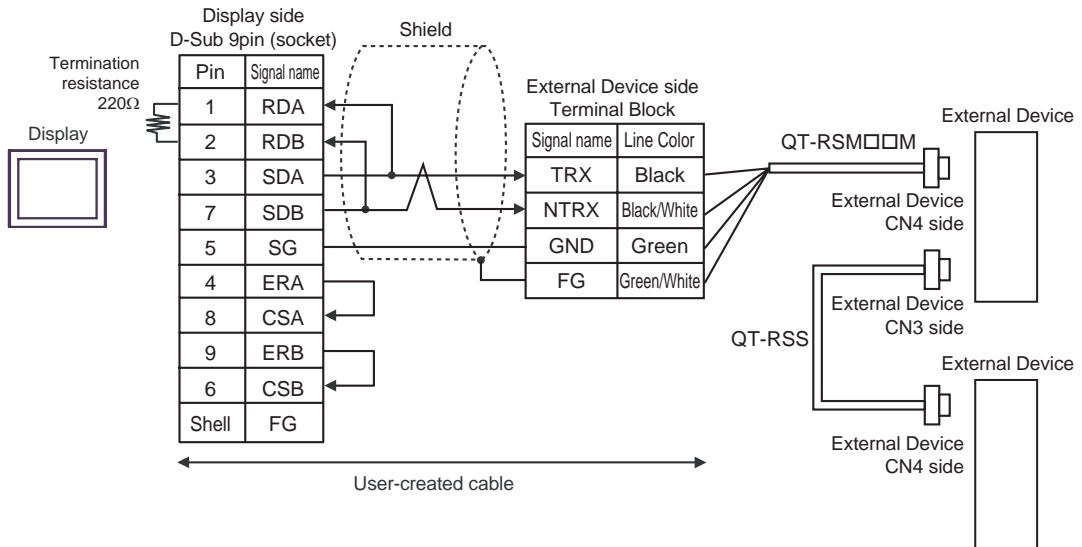 Display side
D-Sub 9pin (socket)
Shield
Termination
resistance
220Ω
Display
Pin Signal name
1 RDA
2 RDB
3 SDA
7 SDB
5 SG
4 ERA
8 CSA
9 ERB
6 CSB
Shell FG
External Device side
Terminal Block
Signal name Line Color
TRX Black
NTRX Black/White
GND Green
FG Green/White
QT-RSM□□M
External Device
External Device
CN4 side
External Device
CN3 side
QT-RSS
External Device
External Device
CN4 side
User-created cable